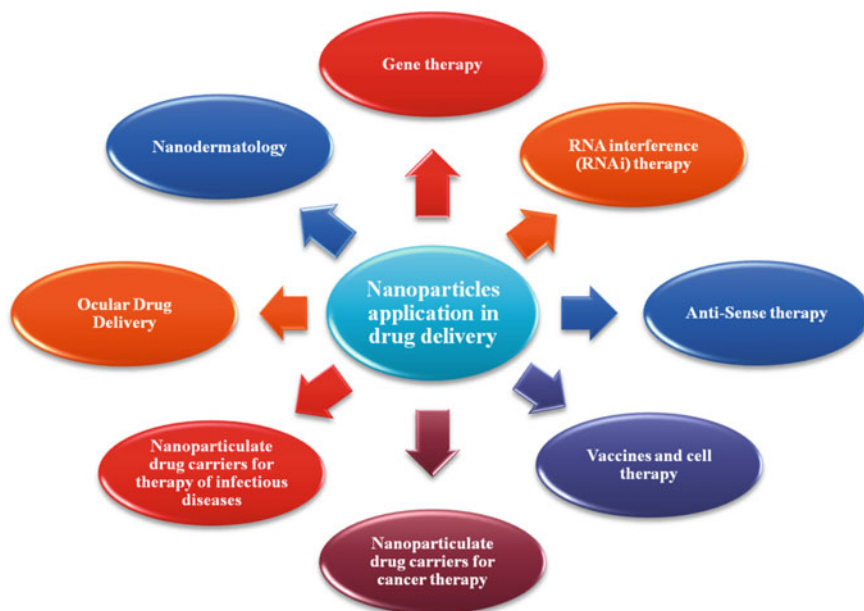 Gene therapy
Nanodermatology
RNA interference
(RNAi) therapy
Ocular Drug
Delivery
Nanoparticles
application in
drug delivery
Anti-Sense therapy
Nanoparticulate
drug carriers for
therapy of infectious
diseases
Vaccines and cell
therapy
Nanoparticulate
drug carriers for
cancer therapy